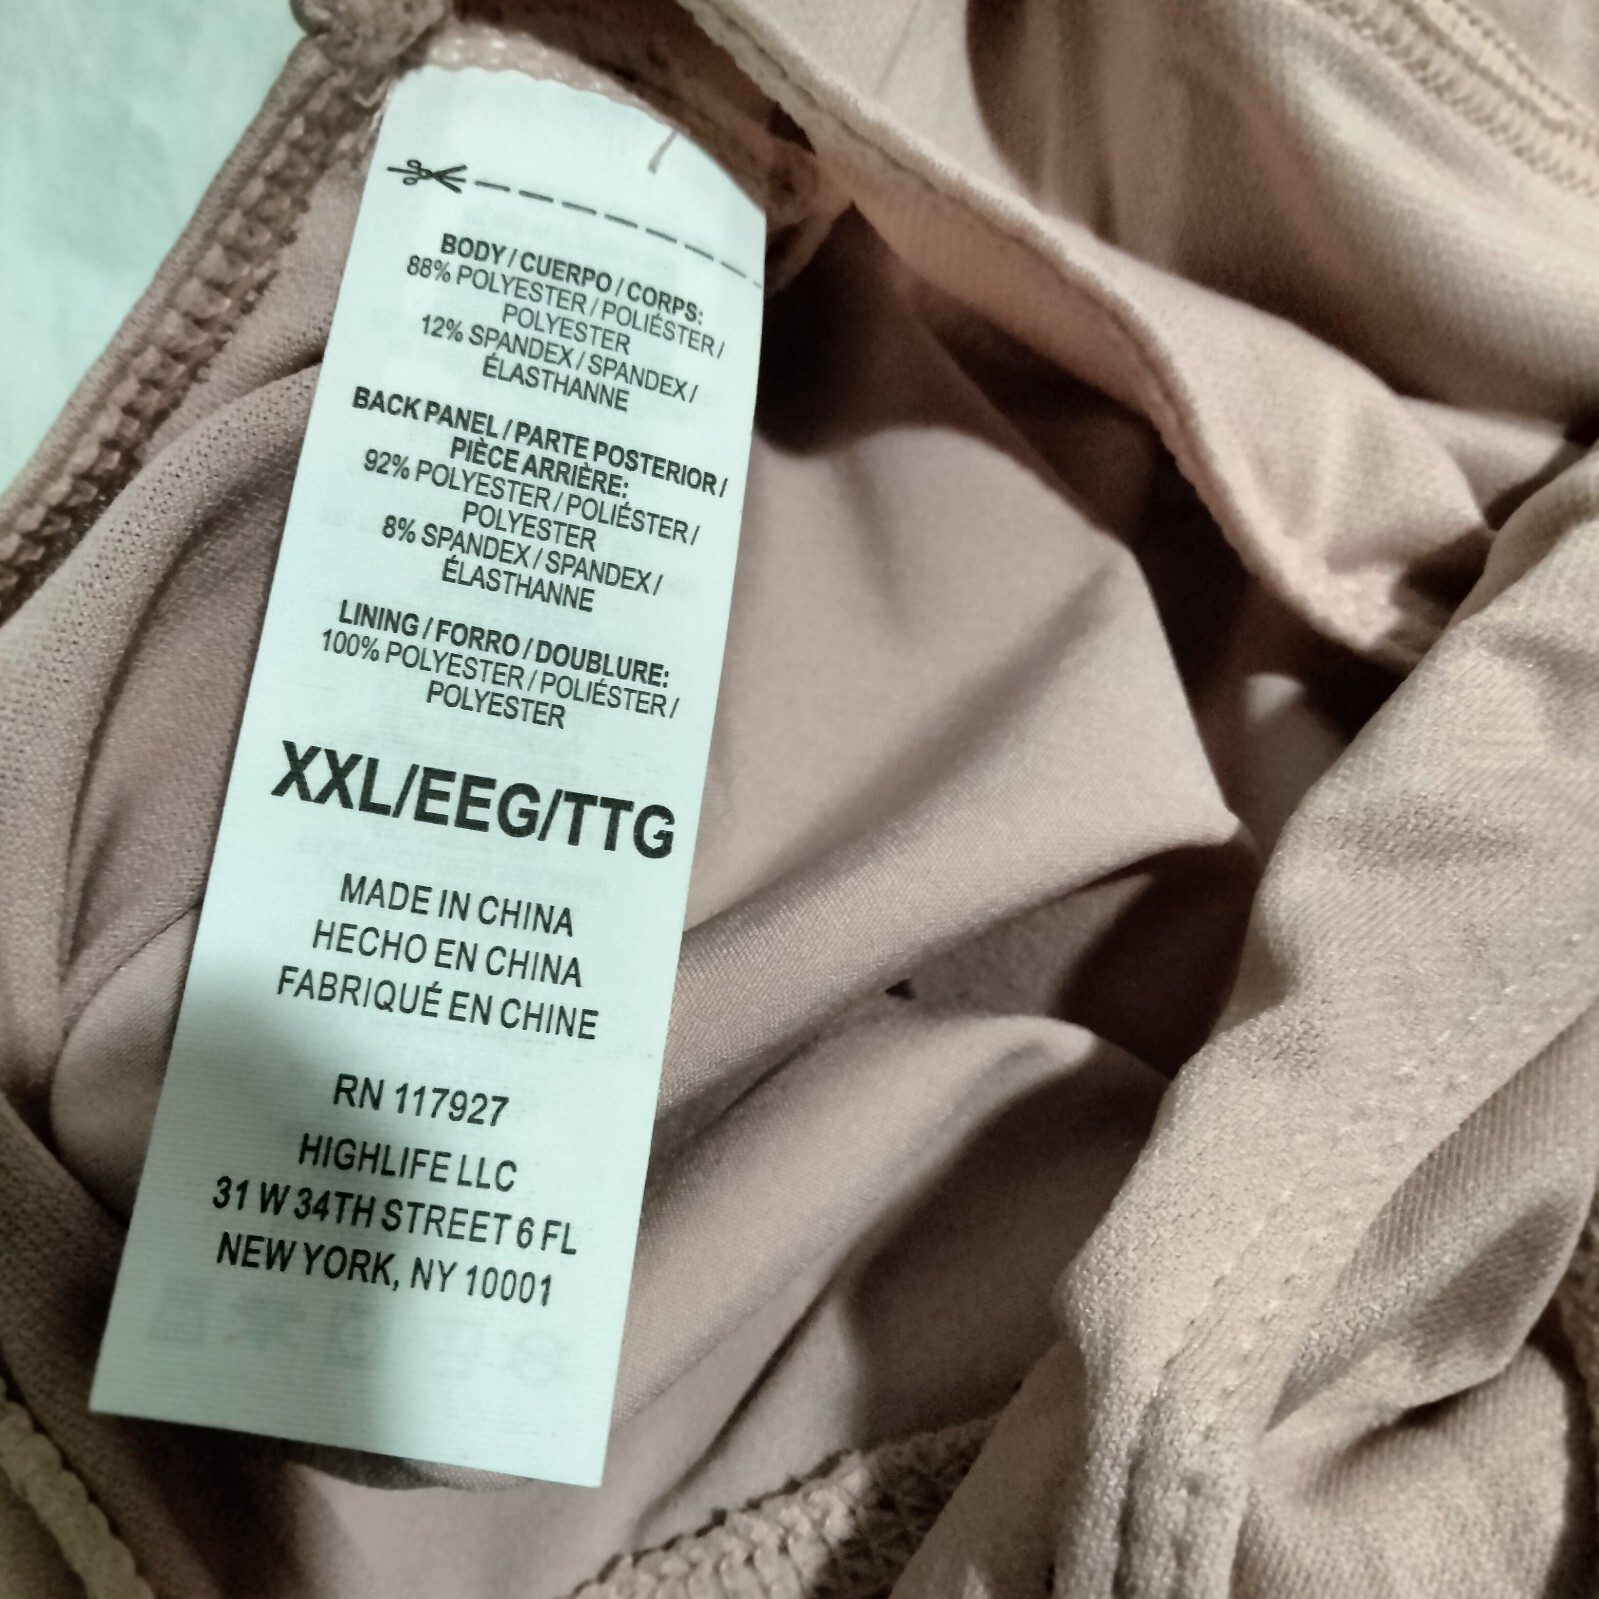 BODY / CUERPO / CORPS:
88% POLYESTER / POLIÉSTER /
POLYESTER
12% SPANDEX / SPANDEX /
ÉLASTHANNE
BACK PANEL / PARTE POSTERIOR /
PIÈCE ARRIÈRE:
92% POLYESTER / POLIÉSTER /
POLYESTER
8% SPANDEX / SPANDEX /
ÉLASTHANNE
LINING / FORRO / DOUBLURE:
100% POLYESTER / POLIÉSTER /
POLYESTER
XXL/EEG/TTG
MADE IN CHINA
HECHO EN CHINA
FABRIQUÉ EN CHINE
RN 117927
HIGHLIFE LLC
31 W 34TH STREET 6 FL
NEW YORK, NY 10001